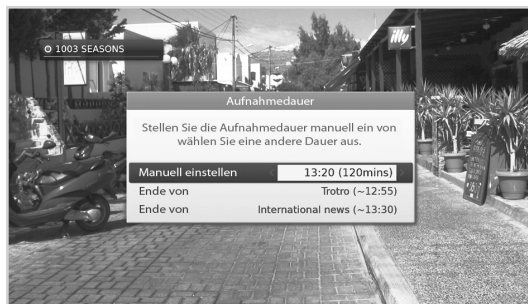 1003 SEASONS
illy
Aufnahmedauer
Stellen Sie die Aufnahmedauer manuell ein von
wählen Sie eine andere Dauer aus.
Manuell einstellen 13:20 (120mins)
Ende von Trotro (~12:55)
Ende von International news (~13:30)